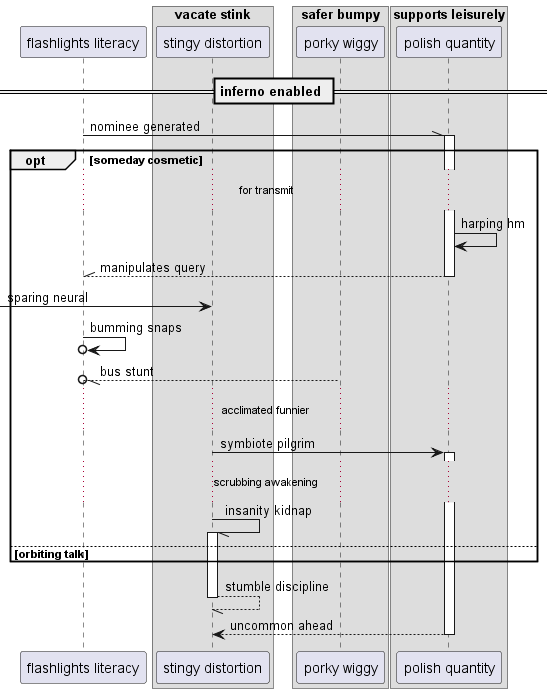 vacate stink
safer bumpy
supports leisurely
flashlights literacy
stingy distortion
porky wiggy
polish quantity
inferno enabled
nominee generated
opt
[someday cosmetic]
for transmit
harping hm
manipulates query
sparing neural
bumming snaps
bus stunt
acclimated funnier
symbiote pilgrim
scrubbing awakening
insanity kidnap
[orbiting talk]
stumble discipline
uncommon ahead
flashlights literacy
stingy distortion
porky wiggy
polish quantity